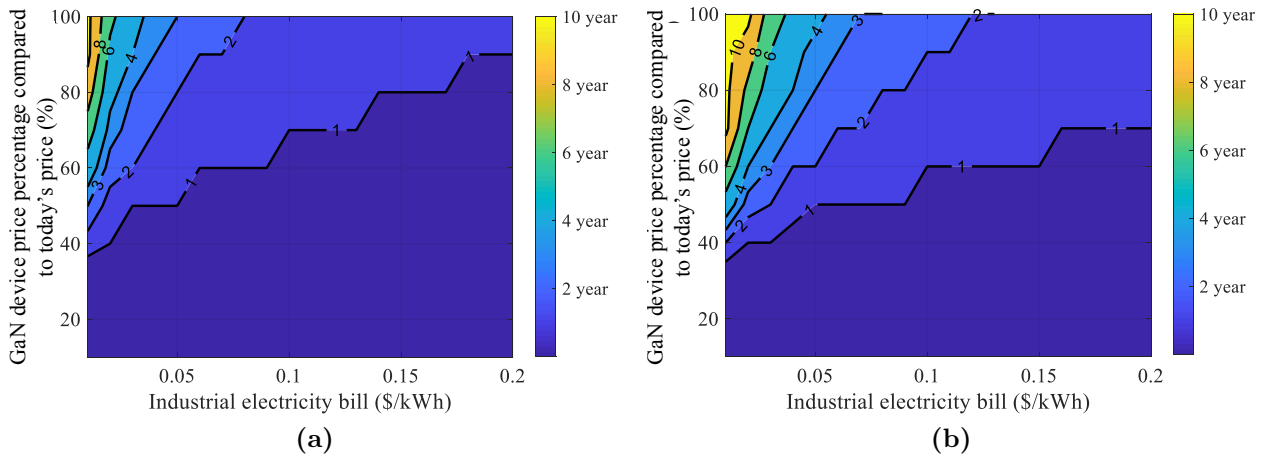 GaN device price percentage compared
to today's price (%)
100
80
60
40
20
8
6
4
3
2
2
1
1
1
0.05
0.1
0.15
0.2
Industrial electricity bill ($/kWh)
10 year
8 year
6 year
4 year
2 year
(a)
GaN device price percentage compared
to today's price (%)
100
80
60
40
20
10
8
6
4
3
2
4
3
2
2
1
1
1
0.05
0.1
0.15
0.2
Industrial electricity bill ($/kWh)
10 year
8 year
6 year
4 year
2 year
(b)